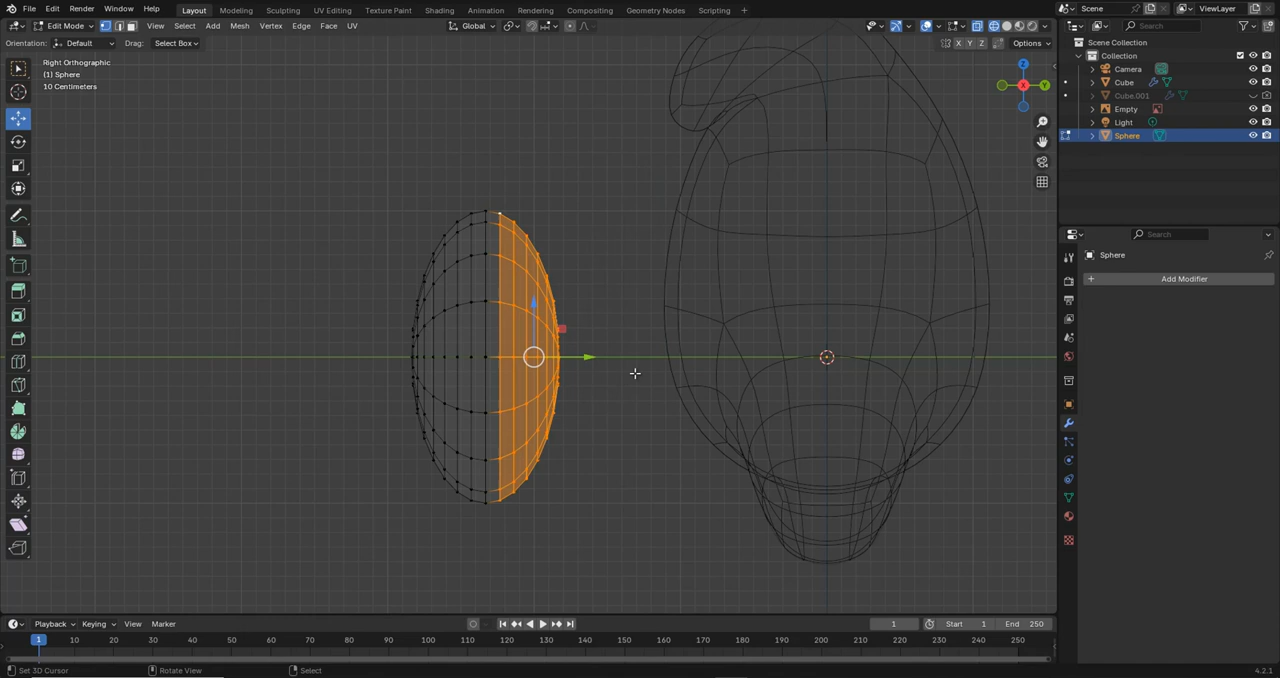 File Edit Render Window Help Layout Modeling Sculpting UV Editing Texture Paint Shading Animation Rendering Compositing Geometry Nodes Scripting Scene ViewLayer
Edit Mode View Select Add Mesh Vertex Edge Face UV Global Search
Orientation: Default Drag: Select Box X Y Z Options
Scene Collection
Collection
Camera
Cube
Cube.001
Empty
Light
Sphere
Right Orthographic
(1) Sphere
10 Centimeters
Z
X
Y
Search
Sphere
Add Modifier
Playback Keying View Marker 1 Start 1 End 250
1 10 20 30 40 50 60 70 80 90 100 110 120 130 140 150 160 170 180 190 200 210 220 230 240 250
Set 3D Cursor Rotate View Select 4.2.1